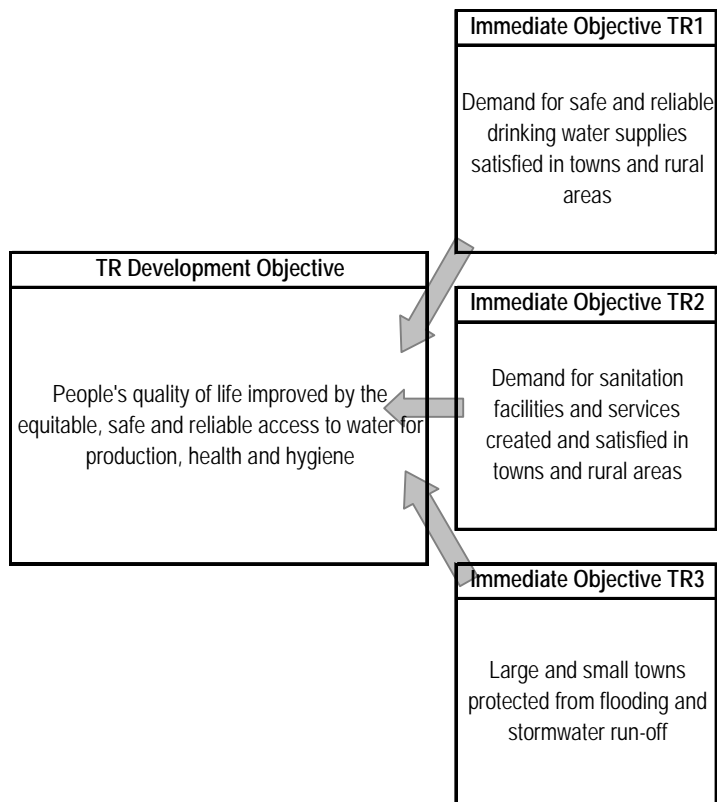 Immediate Objective TR1
Demand for safe and reliable
drinking water supplies
satisfied in towns and rural
areas
TR Development Objective
People's quality of life improved by the
equitable, safe and reliable access to water for
production, health and hygiene
Immediate Objective TR2
Demand for sanitation
facilities and services
created and satisfied in
towns and rural areas
Immediate Objective TR3
Large and small towns
protected from flooding and
stormwater run-off